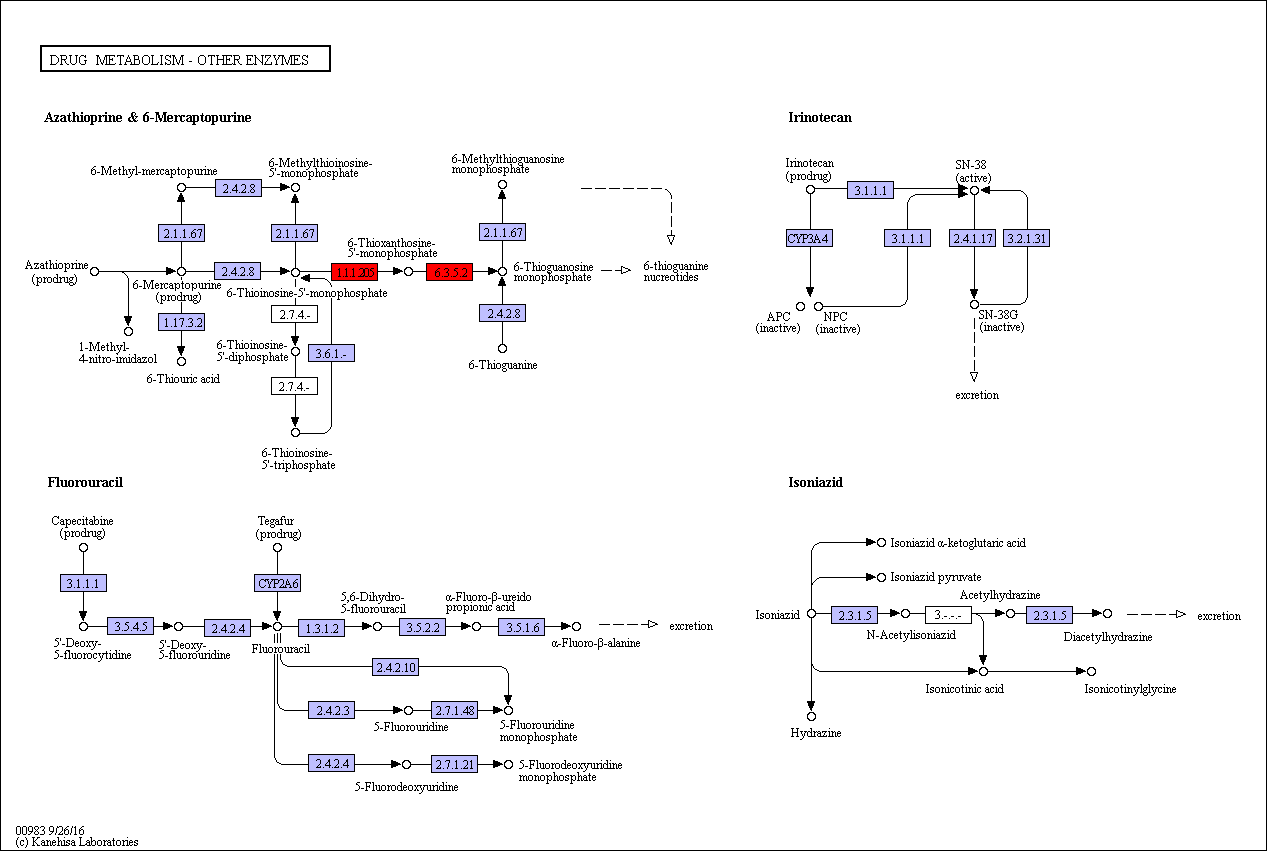 DRUG METABOLISM - OTHER ENZYMES
Azathioprine & 6-Mercaptopurine
6-Methyl-mercaptopurine
2.4.2.8
6-Methylthioinosine-
5'-monophosphate
6-Methylthioguanosine
monophosphate
2.1.1.67
2.1.1.67
2.1.1.67
6-Thioxanthosine-
5'-monophosphate
Azathioprine
(prodrug)
2.4.2.8
1.1.1.205
6.3.5.2
6-Mercaptopurine
(prodrug)
6-Thioinosine-5'-monophosphate
6-Thioguanosine
monophosphate
6-thioguanine
nucreotides
1.17.3.2
2.7.4.-
2.4.2.8
1-Methyl-
4-nitro-imidazol
6-Thioinosine-
5'-diphosphate
3.6.1.-
6-Thioguanine
6-Thiouric acid
2.7.4.-
6-Thioinosine-
5'-triphosphate
Irinotecan
Irinotecan
(prodrug)
3.1.1.1
SN-38
(active)
CYP3A4
3.1.1.1
2.4.1.17
3.2.1.31
APC
(inactive)
NPC
(inactive)
SN-38G
(inactive)
excretion
Fluorouracil
Capecitabine
(prodrug)
Tegafur
(prodrug)
3.1.1.1
CYP2A6
5,6-Dihydro-
5-fluorouracil
α-Fluoro-β-ureido
propionic acid
3.5.4.5
2.4.2.4
1.3.1.2
3.5.2.2
3.5.1.6
excretion
5'-Deoxy-
5-fluorocytidine
5'-Deoxy-
5-fluorouridine
Fluorouracil
α-Fluoro-β-alanine
2.4.2.10
2.4.2.3
2.7.1.48
5-Fluorouridine
5-Fluorouridine
monophosphate
2.4.2.4
2.7.1.21
5-Fluorodeoxyuridine
5-Fluorodeoxyuridine
monophosphate
Isoniazid
Isoniazid α-ketoglutaric acid
Isoniazid pyruvate
Acetylhydrazine
Isoniazid
2.3.1.5
3.-.-.-
2.3.1.5
excretion
N-Acetylisoniazid
Diacetylhydrazine
Isonicotinic acid
Isonicotinylglycine
Hydrazine
00983 9/26/16
(c) Kanehisa Laboratories